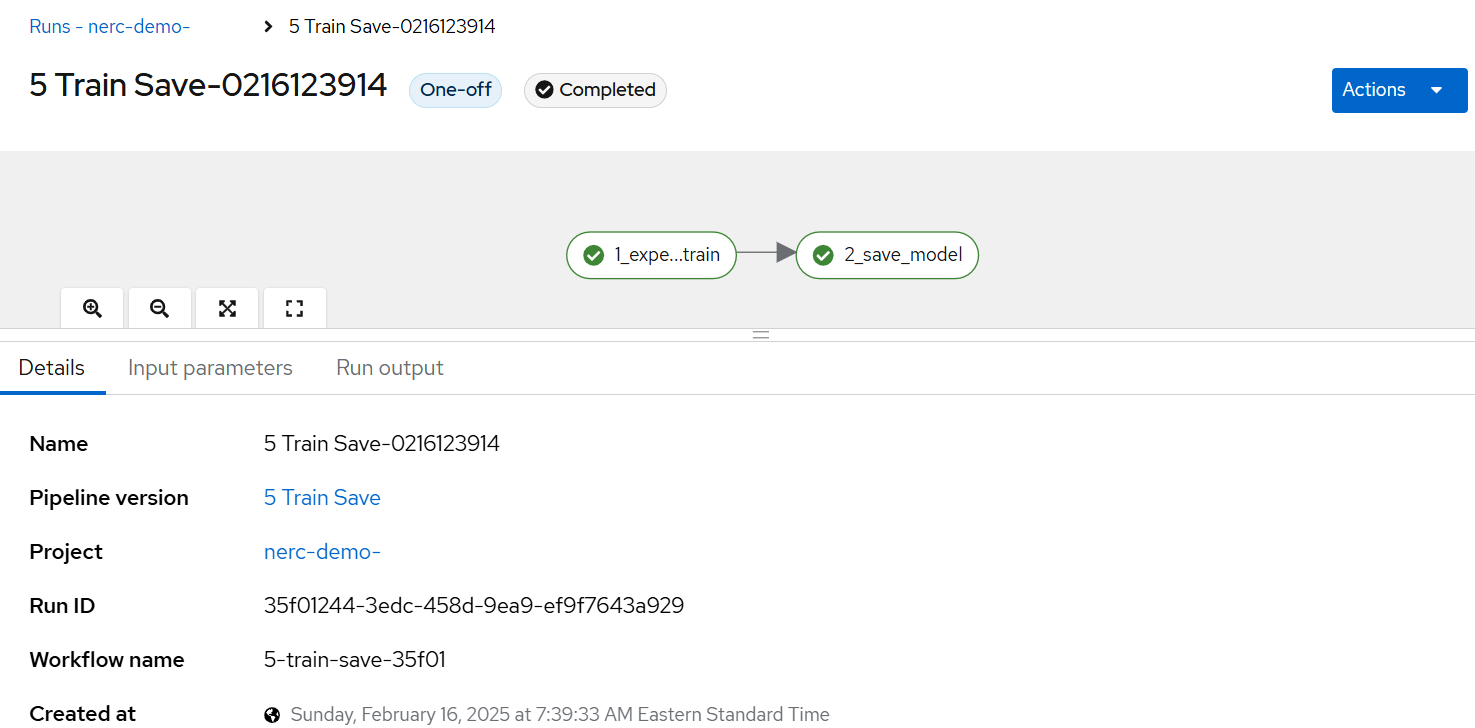 Runs - nerc-demo- > 5 Train Save-0216123914
5 Train Save-0216123914 One-off Completed Actions
1_expe...train 2_save_model
Details Input parameters Run output
Name 5 Train Save-0216123914
Pipeline version 5 Train Save
Project nerc-demo-
Run ID 35f01244-3edc-458d-9ea9-ef9f7643a929
Workflow name 5-train-save-35f01
Created at Sunday, February 16, 2025 at 7:39:33 AM Eastern Standard Time